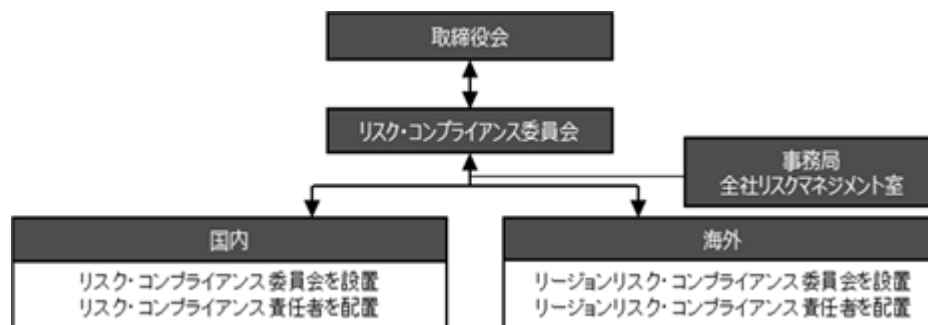 取締役会
リスク・コンプライアンス委員会
事務局
全社リスクマネジメント室
国内
リスク・コンプライアンス委員会を設置
リスク・コンプライアンス責任者を配置
海外
リージョンリスク・コンプライアンス委員会を設置
リージョンリスク・コンプライアンス責任者を配置